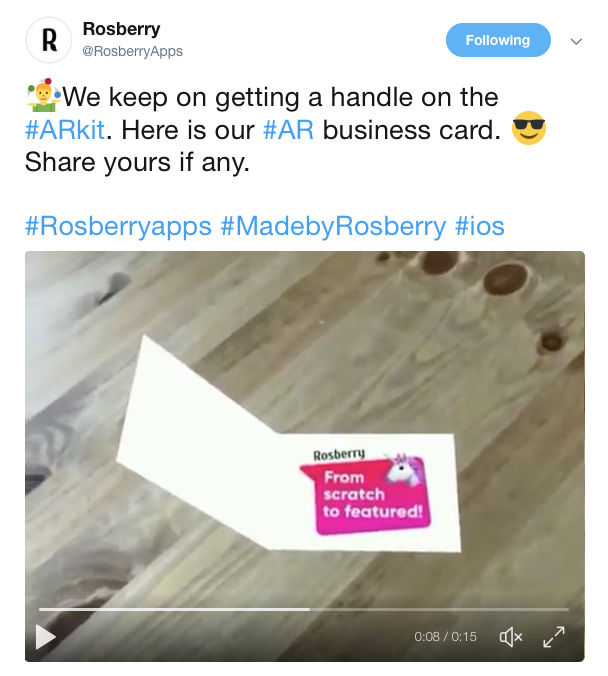 R
Rosberry
@RosberryApps
Following
We keep on getting a handle on the
#ARkit. Here is our #AR business card.
Share yours if any.
#Rosberryapps #MadebyRosberry #ios
Rosberry
From
scratch
to featured!
0:08 / 0:15